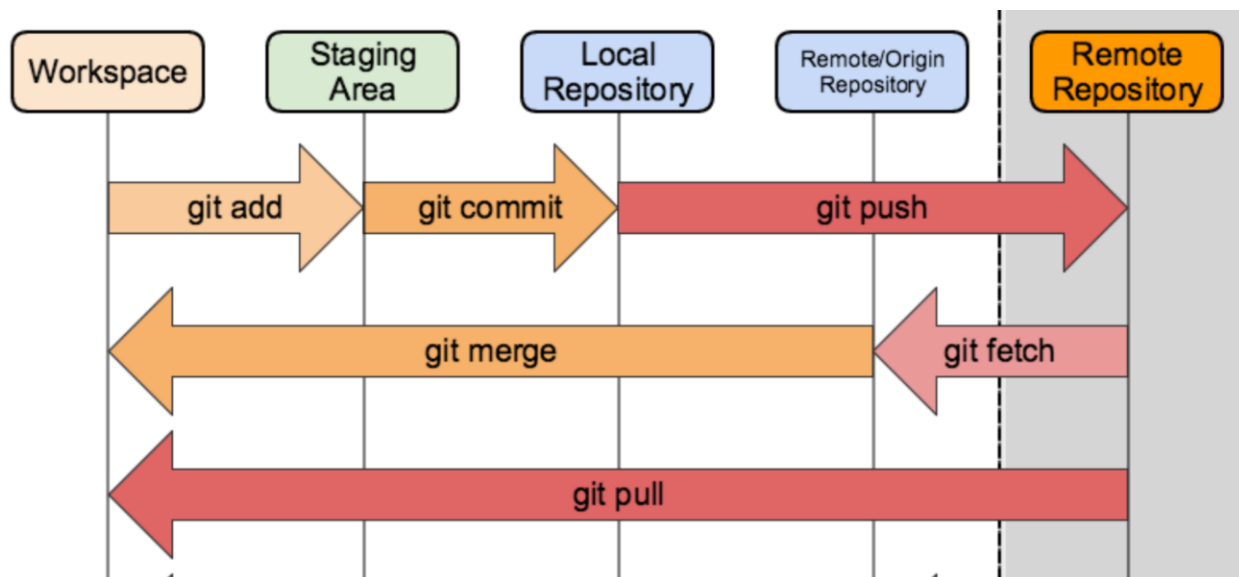 Workspace
Staging
Area
Local
Repository
Remote/Origin
Repository
Remote
Repository
git add
git commit
git push
git merge
git fetch
git pull